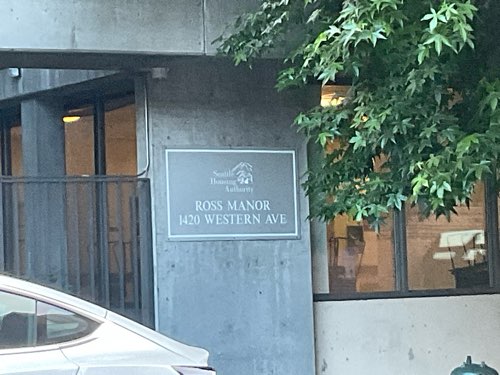 Seattle
Housing
Authority
ROSS MANOR
1420 WESTERN AVE